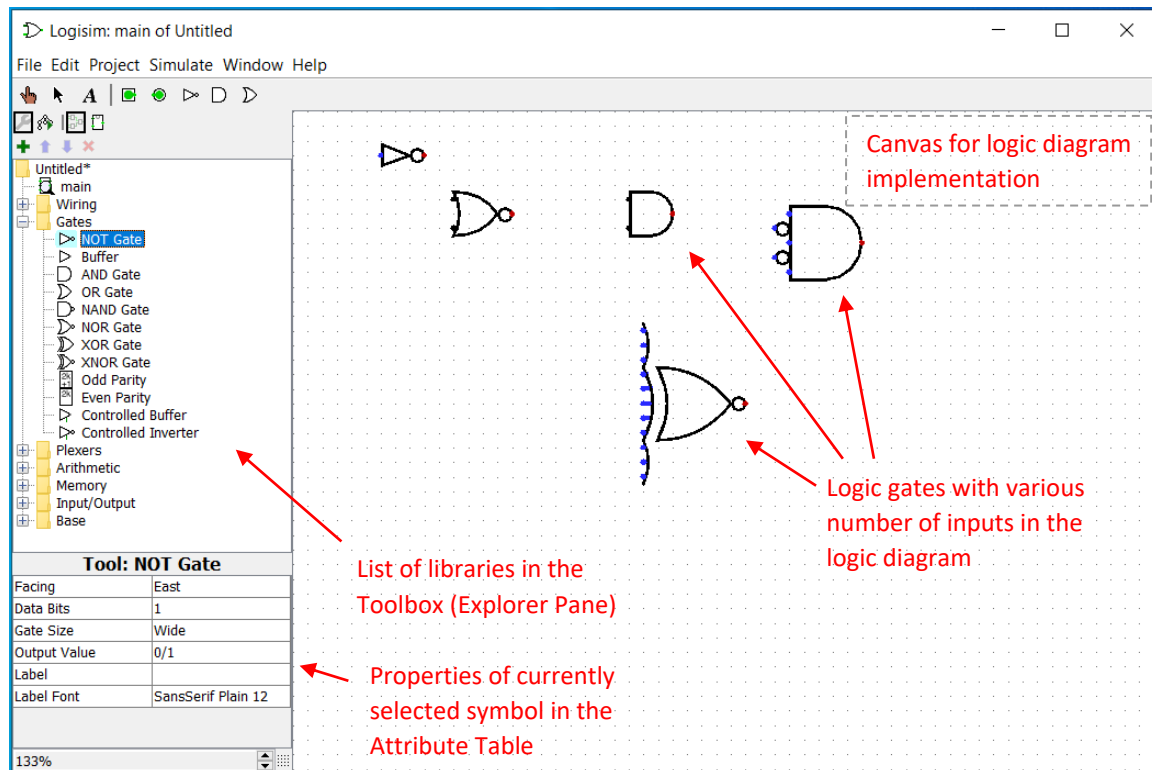 Logisim: main of Untitled
File Edit Project Simulate Window Help
A
Untitled*
main
Wiring
Gates
NOT Gate
Buffer
AND Gate
OR Gate
NAND Gate
NOR Gate
XOR Gate
XNOR Gate
Odd Parity
Even Parity
Controlled Buffer
Controlled Inverter
Plexers
Arithmetic
Memory
Input/Output
Base
Tool: NOT Gate
Facing East
Data Bits 1
Gate Size Wide
Output Value 0/1
Label
Label Font SansSerif Plain 12
133%
Canvas for logic diagram
implementation
Logic gates with various
number of inputs in the
logic diagram
List of libraries in the
Toolbox (Explorer Pane)
Properties of currently
selected symbol in the
Attribute Table